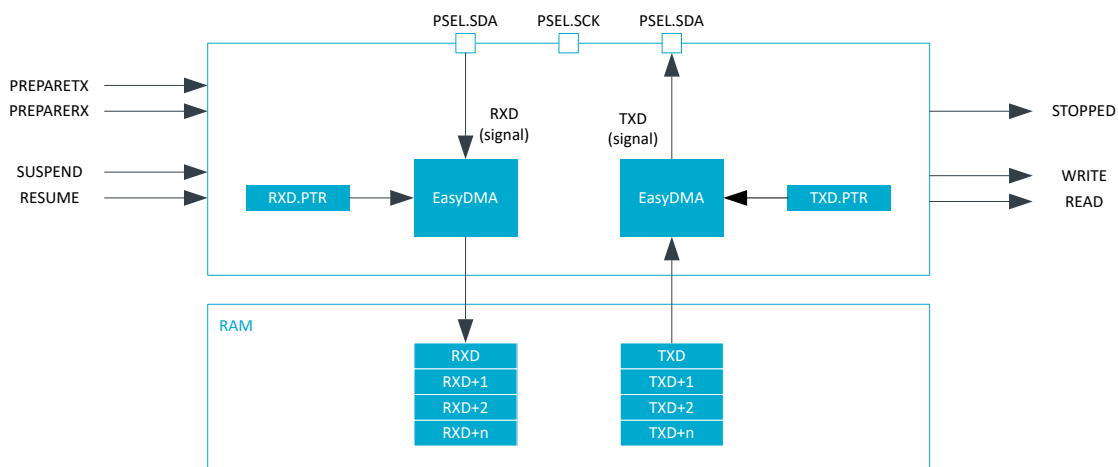 PSEL.SDA
PSEL.SCK
PSEL.SDA
PREPARETX
PREPARERX
SUSPEND
RESUME
RXD
(signal)
TXD
(signal)
RXD.PTR
EasyDMA
EasyDMA
TXD.PTR
STOPPED
WRITE
READ
RAM
RXD
RXD+1
RXD+2
RXD+n
TXD
TXD+1
TXD+2
TXD+n